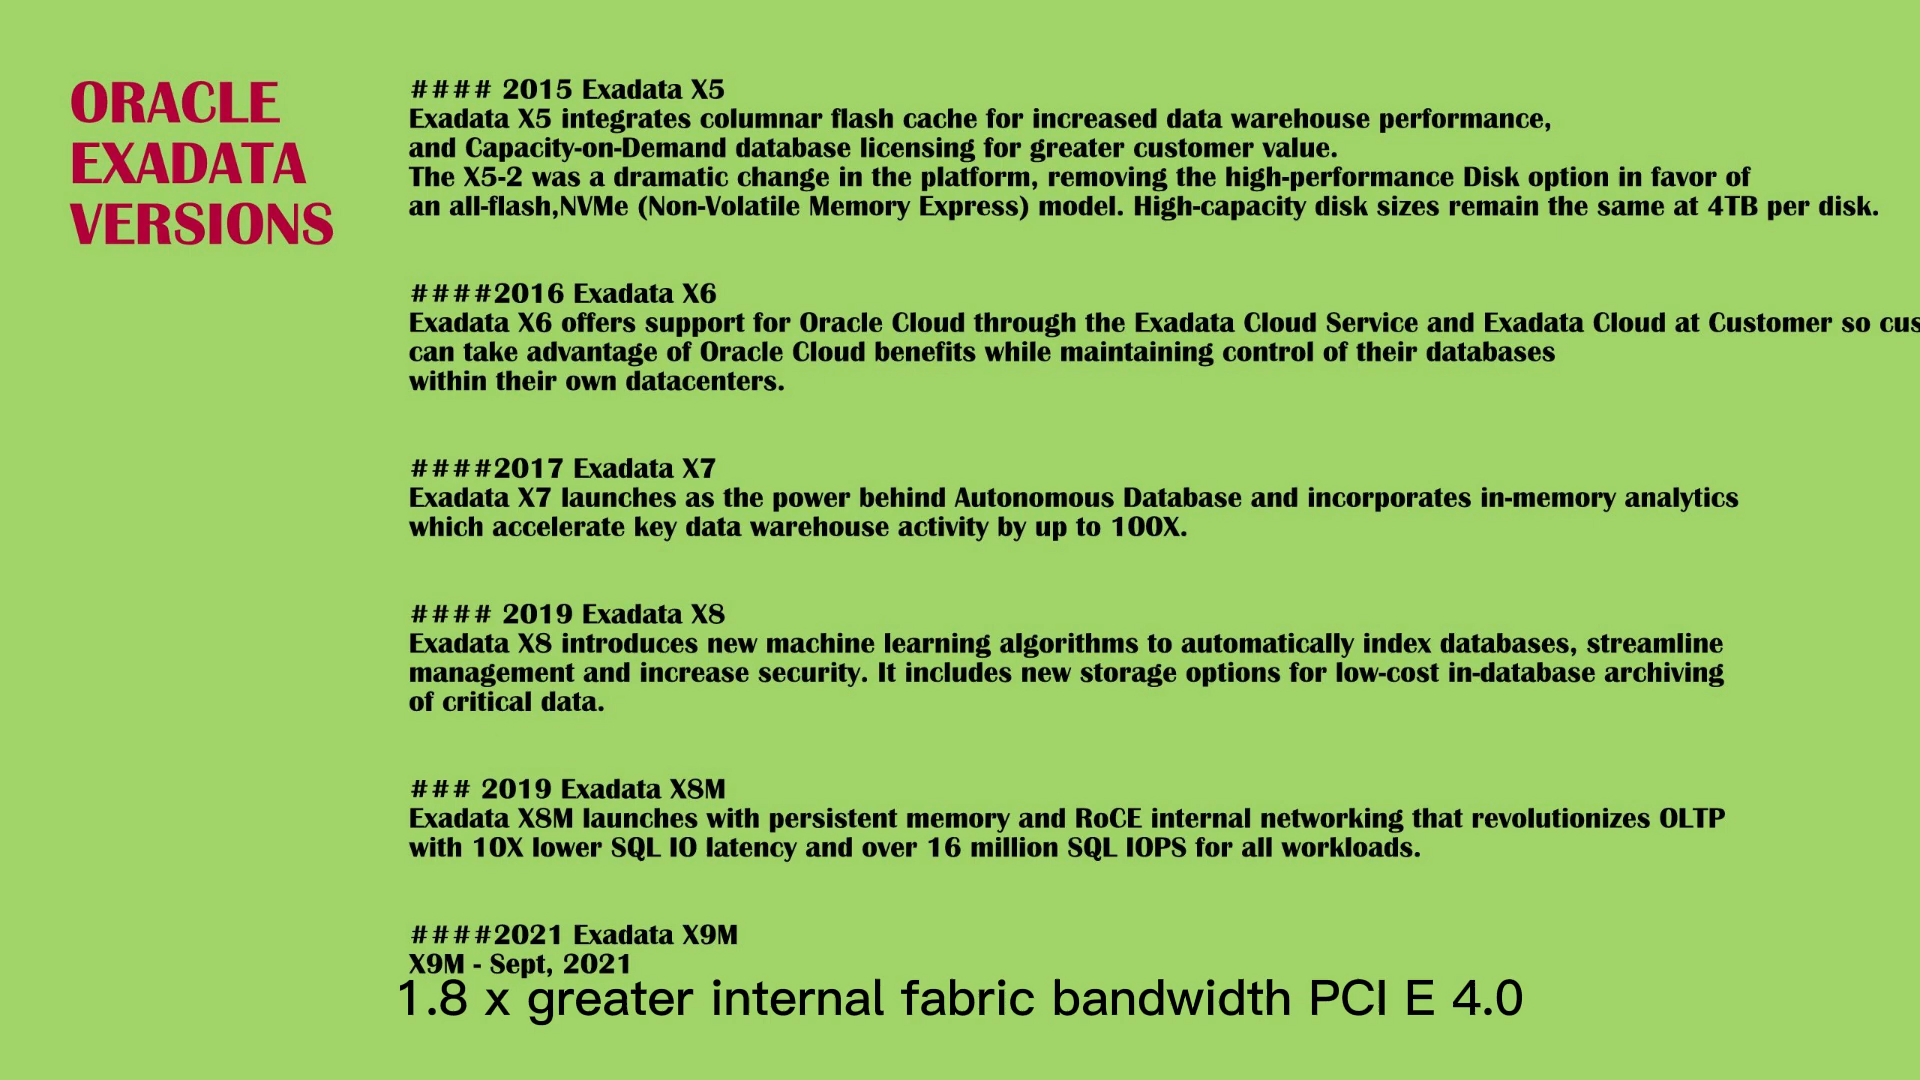 ORACLE
EXADATA
VERSIONS
#### 2015 Exadata X5
Exadata X5 integrates columnar flash cache for increased data warehouse performance,
and Capacity-on-Demand database licensing for greater customer value.
The X5-2 was a dramatic change in the platform, removing the high-performance Disk option in favor of
an all-flash,NVMe (Non-Volatile Memory Express) model. High-capacity disk sizes remain the same at 4TB per disk.
####2016 Exadata X6
Exadata X6 offers support for Oracle Cloud through the Exadata Cloud Service and Exadata Cloud at Customer so cus
can take advantage of Oracle Cloud benefits while maintaining control of their databases
within their own datacenters.
####2017 Exadata X7
Exadata X7 launches as the power behind Autonomous Database and incorporates in-memory analytics
which accelerate key data warehouse activity by up to 100X.
#### 2019 Exadata X8
Exadata X8 introduces new machine learning algorithms to automatically index databases, streamline
management and increase security. It includes new storage options for low-cost in-database archiving
of critical data.
### 2019 Exadata X8M
Exadata X8M launches with persistent memory and RoCE internal networking that revolutionizes OLTP
with 10X lower SQL IO latency and over 16 million SQL IOPS for all workloads.
####2021 Exadata X9M
X9M - Sept, 2021
1.8 x greater internal fabric bandwidth PCI E 4.0